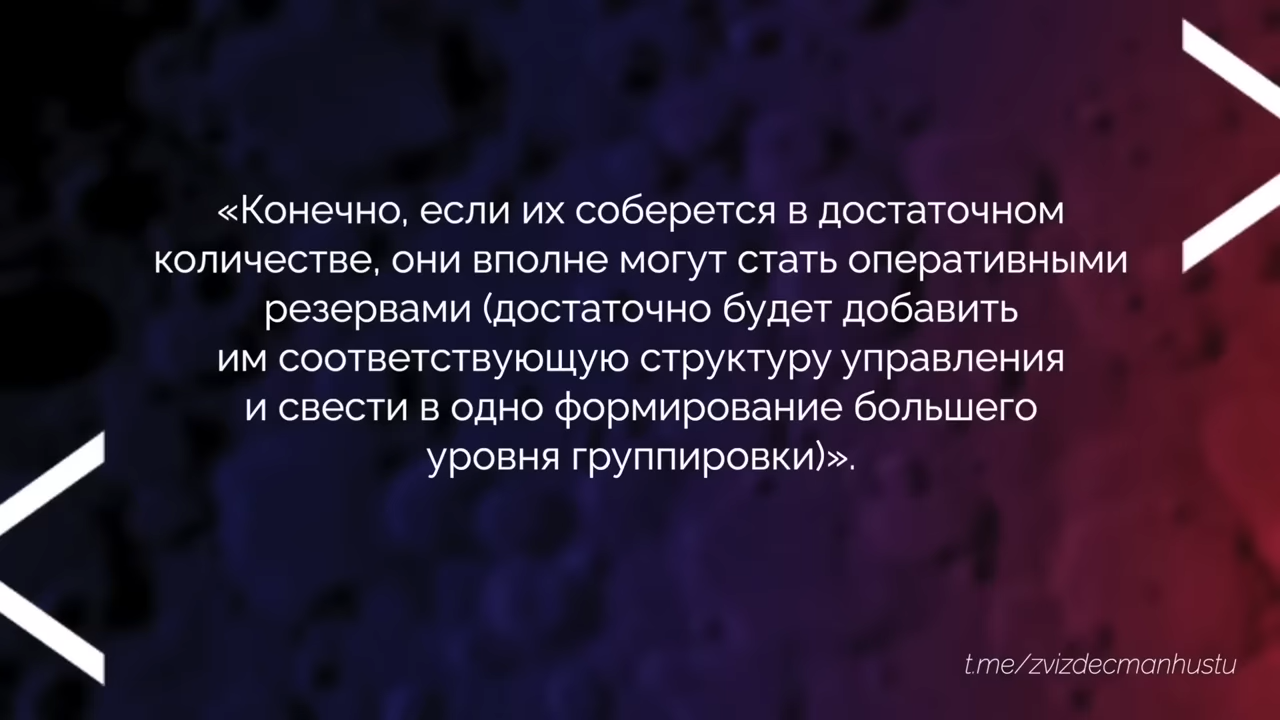 «Конечно, если их соберется в достаточном
количестве, они вполне могут стать оперативными
резервами (достаточно будет добавить
им соответствующую структуру управления
и свести в одно формирование большего
уровня группировки)».
t.me/zvizdecmanhustu